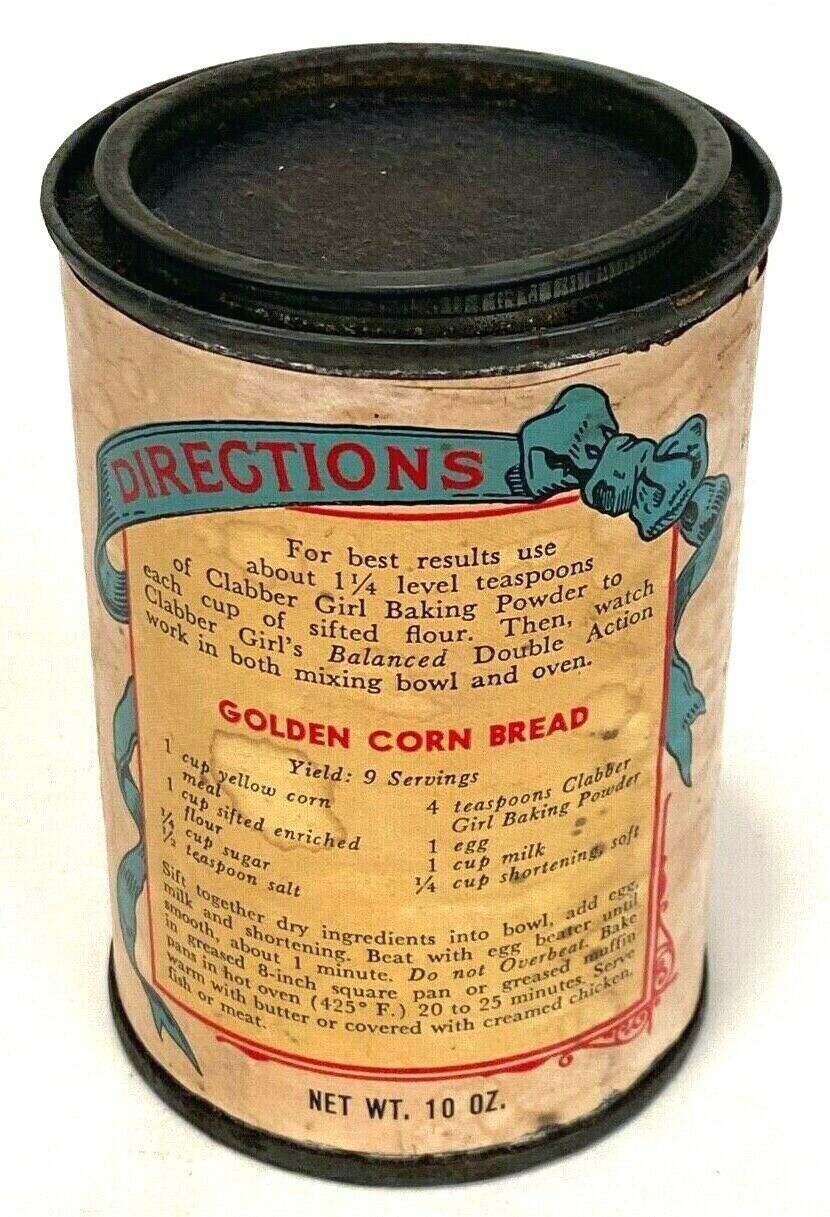 DIRECTIONS
For best results use
about 1¼ level teaspoons
of Clabber Girl Baking Powder to
each cup of sifted flour. Then, watch
Clabber Girl's Balanced Double Action
work in both mixing bowl and oven.
GOLDEN CORN BREAD
Yield: 9 Servings
1 cup yellow corn
meal
1 cup sifted enriched
flour
¼ cup sugar
½ teaspoon salt
4 teaspoons Clabber
Girl Baking Powder
1 egg
1 cup milk
¼ cup shortening, soft
Sift together dry ingredients into bowl, add egg,
milk and shortening. Beat with egg beater until
smooth, about 1 minute. Do not Overbeat. Bake
in greased 8-inch square pan or greased muffin
pans in hot oven (425° F.) 20 to 25 minutes. Serve
warm with butter or covered with creamed chicken,
fish or meat.
NET WT. 10 OZ.